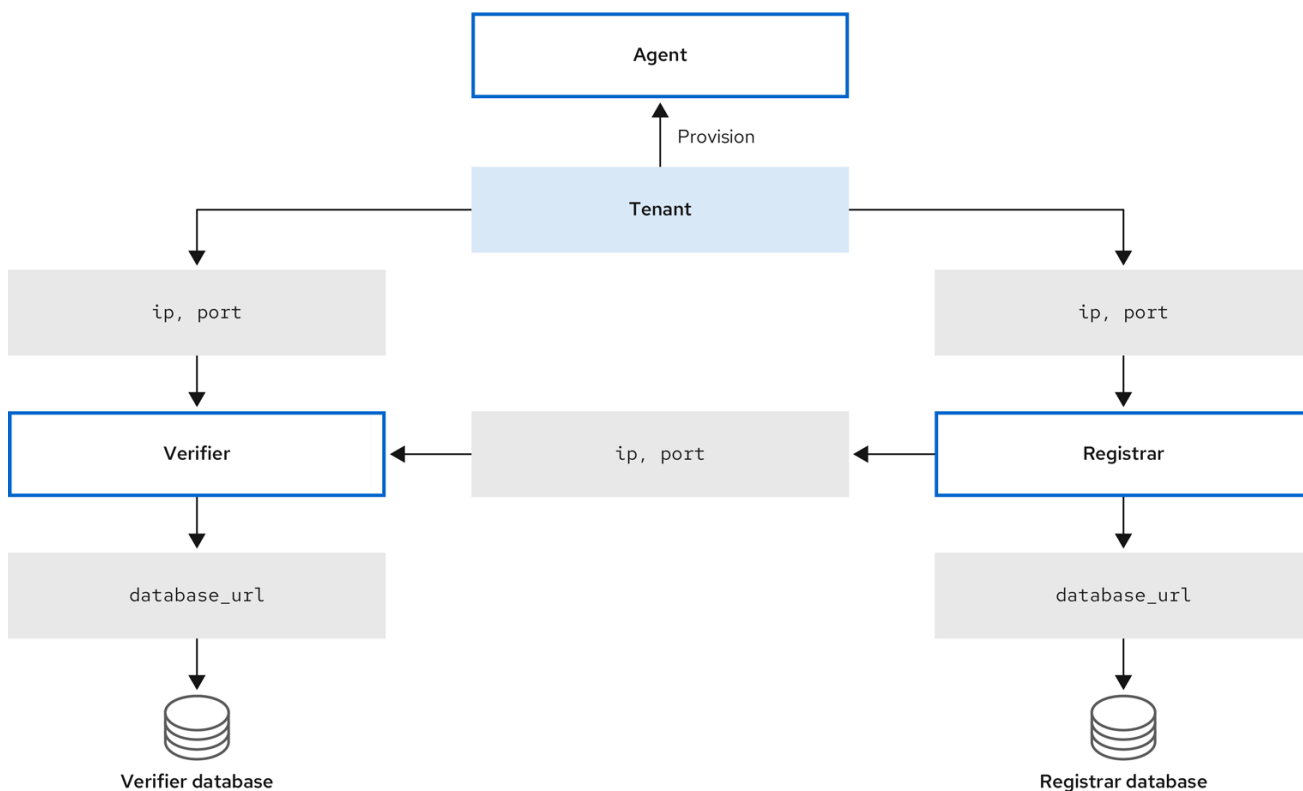 Agent
Provision
Tenant
ip, port
ip, port
Verifier
ip, port
Registrar
database_url
database_url
Verifier database
Registrar database